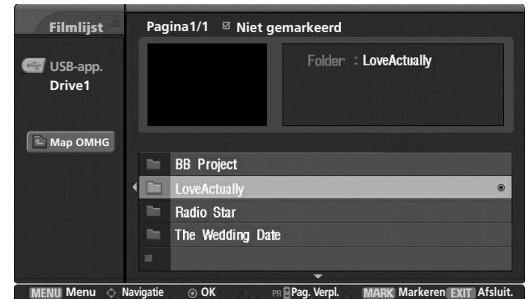 Filmlijst
Pagina1/1 Niet gemarkeerd
USB-app.
Drive1
Folder : LoveActually
Map OMHG
BB Project
LoveActually
Radio Star
The Wedding Date
MENU Menu Navigatie OK PR Pag. Verpl. MARK Markeren EXIT Afsluit.